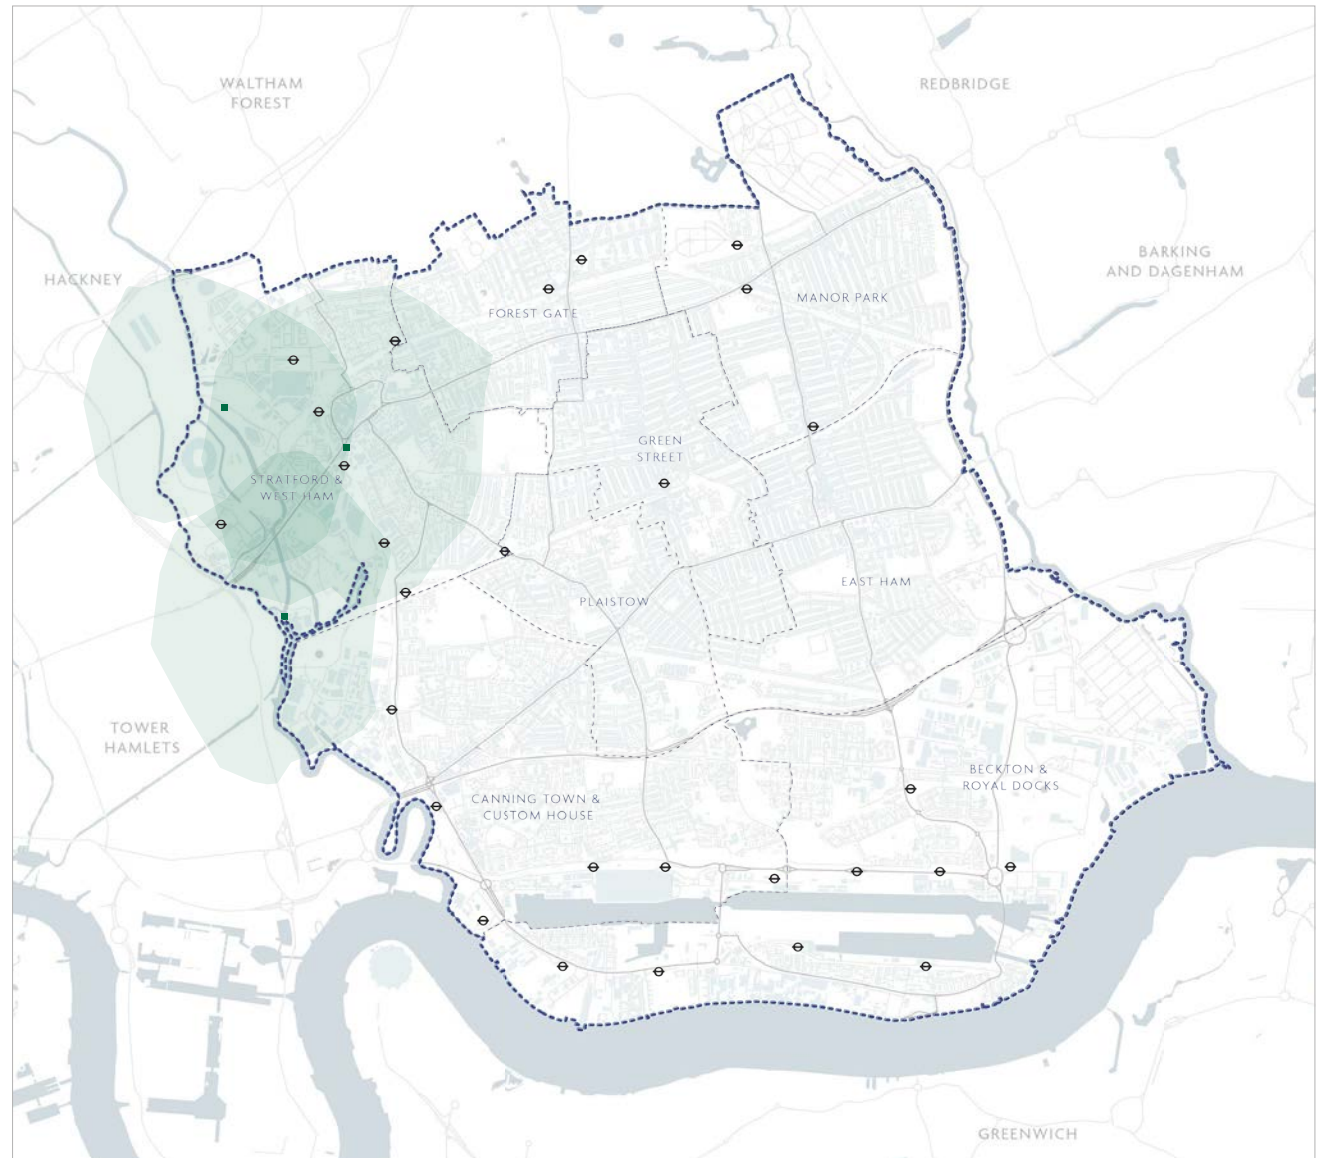 WALTHAM
FOREST
REDBRIDGE
HACKNEY
BARKING
AND DAGENHAM
MANOR PARK
FOREST GATE
GREEN
STREET
STRATFORD &
WEST HAM
EAST HAM
PLAISTOW
TOWER
HAMLETS
BECKTON &
ROYAL DOCKS
CANNING TOWN &
CUSTOM HOUSE
GREENWICH